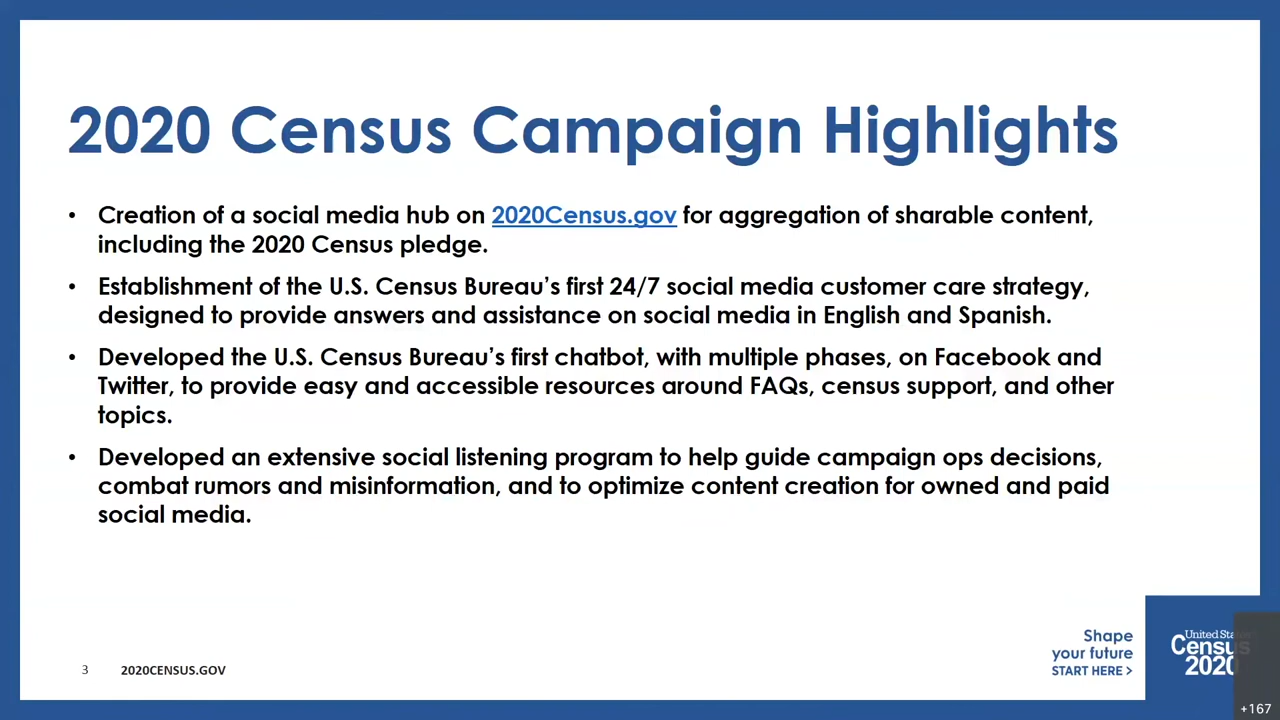 2020 Census Campaign Highlights
• Creation of a social media hub on 2020Census.gov for aggregation of sharable content,
including the 2020 Census pledge.
• Establishment of the U.S. Census Bureau’s first 24/7 social media customer care strategy,
designed to provide answers and assistance on social media in English and Spanish.
• Developed the U.S. Census Bureau’s first chatbot, with multiple phases, on Facebook and
Twitter, to provide easy and accessible resources around FAQs, census support, and other
topics.
• Developed an extensive social listening program to help guide campaign ops decisions,
combat rumors and misinformation, and to optimize content creation for owned and paid
social media.
3 2020CENSUS.GOV
Shape
your future
START HERE >
United States
Census
2020
+167